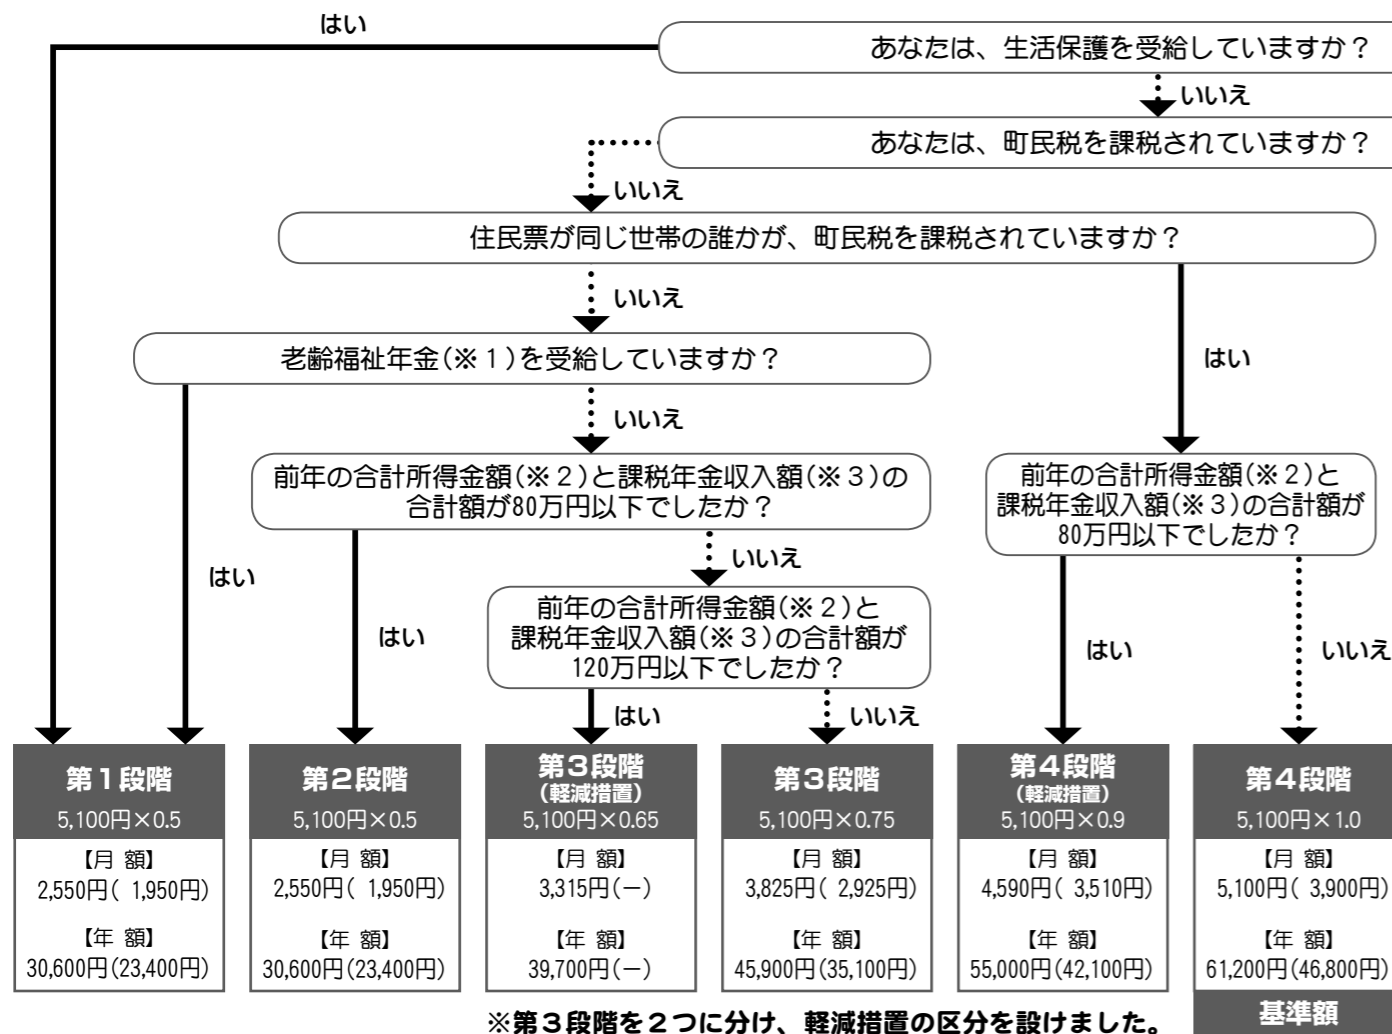 はい
あなたは、生活保護を受給していますか？
いいえ
あなたは、町民税を課税されていますか？
いいえ
住民票が同じ世帯の誰かが、町民税を課税されていますか？
いいえ
はい
老齢福祉年金(※１)を受給していますか？
いいえ
はい
前年の合計所得金額(※２)と課税年金収入額(※３)の
合計額が80万円以下でしたか？
いいえ
はい
前年の合計所得金額(※２)と
課税年金収入額(※３)の合計額が
120万円以下でしたか？
はい
いいえ
前年の合計所得金額(※２)と
課税年金収入額(※３)の合計額が
80万円以下でしたか？
はい
いいえ
第１段階
5,100円×0.5
【月 額】
2,550円( 1,950円)
【年 額】
30,600円(23,400円)
第２段階
5,100円×0.5
【月 額】
2,550円( 1,950円)
【年 額】
30,600円(23,400円)
第３段階
(軽減措置)
5,100円×0.65
【月 額】
3,315円(－)
【年 額】
39,700円(－)
第３段階
5,100円×0.75
【月 額】
3,825円( 2,925円)
【年 額】
45,900円(35,100円)
第４段階
(軽減措置)
5,100円×0.9
【月 額】
4,590円( 3,510円)
【年 額】
55,000円(42,100円)
第４段階
5,100円×1.0
【月 額】
5,100円( 3,900円)
【年 額】
61,200円(46,800円)
基準額
※第３段階を２つに分け、軽減措置の区分を設けました。